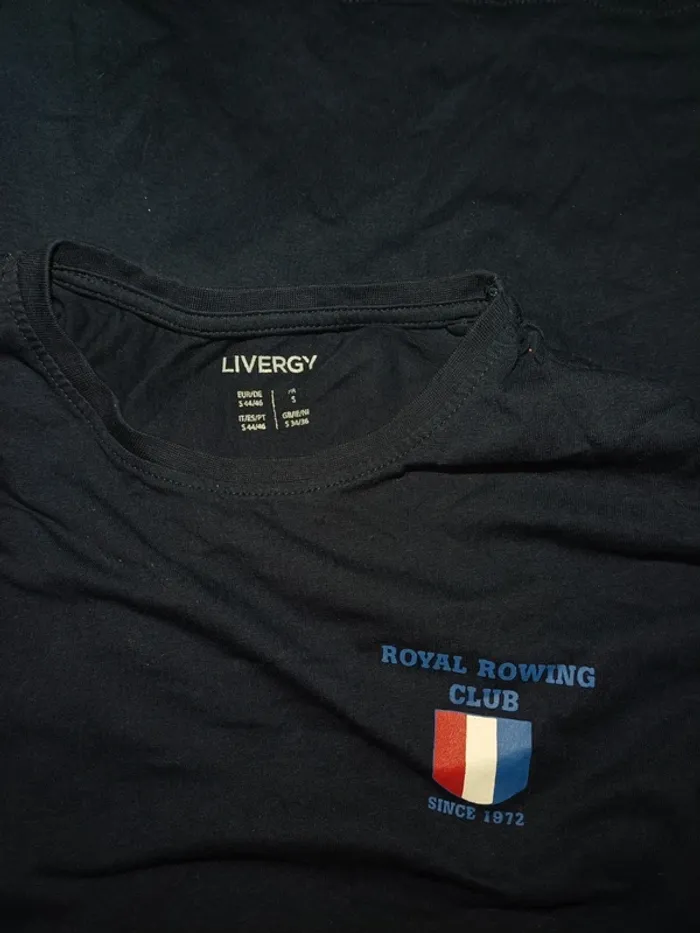 LIVERGY
EUR/DE
S 44/46
FR
S
IT/ES/PT
S 44/46
GB/IE/NI
S 34/36
ROYAL ROWING
CLUB
SINCE 1972